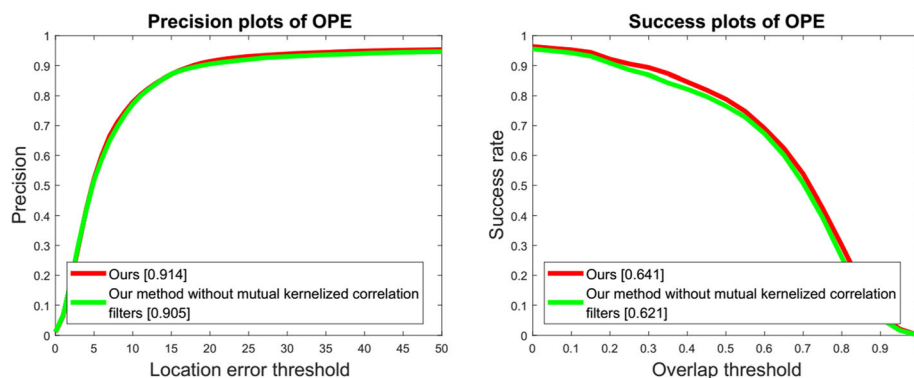 Precision plots of OPE
1
0.9
0.8
0.7
0.6
0.5
0.4
0.3
0.2
0.1
0
Precision
Ours [0.914]
Our method without mutual kernelized correlation
filters [0.905]
0 5 10 15 20 25 30 35 40 45 50
Location error threshold
Success plots of OPE
1
0.9
0.8
0.7
0.6
0.5
0.4
0.3
0.2
0.1
0
Success rate
Ours [0.641]
Our method without mutual kernelized correlation
filters [0.621]
0 0.1 0.2 0.3 0.4 0.5 0.6 0.7 0.8 0.9
Overlap threshold